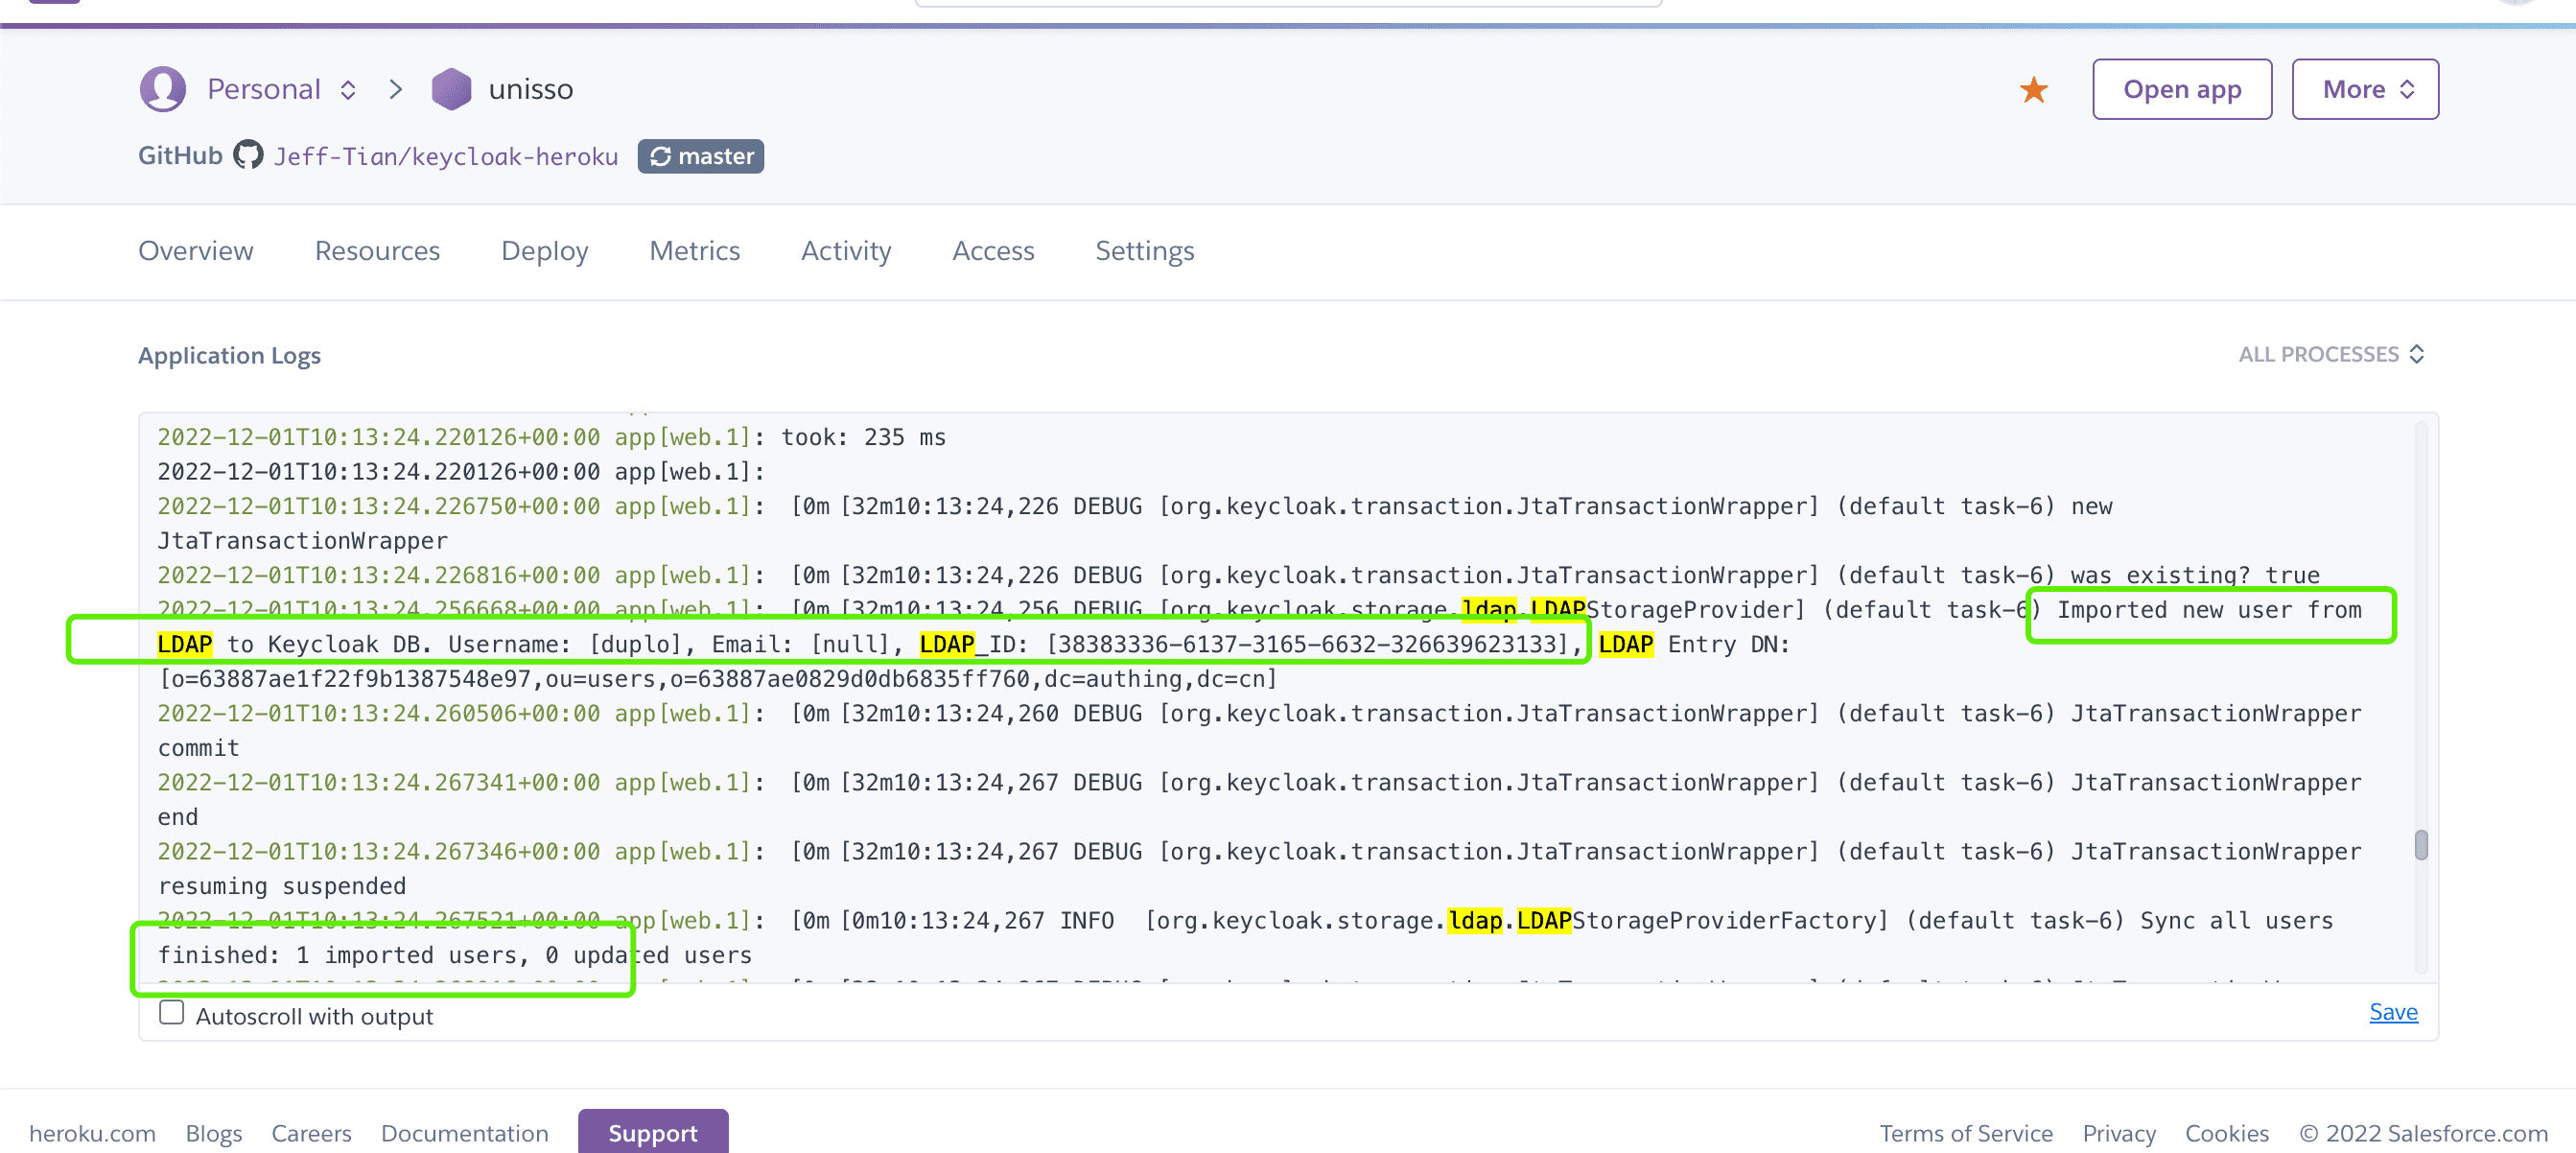 Personal > unisso
Open app
More
GitHub Jeff-Tian/keycloak-heroku master
Overview Resources Deploy Metrics Activity Access Settings
Application Logs
ALL PROCESSES
2022-12-01T10:13:24.220126+00:00 app[web.1]: took: 235 ms
2022-12-01T10:13:24.220126+00:00 app[web.1]:
2022-12-01T10:13:24.226750+00:00 app[web.1]: [0m [32m10:13:24,226 DEBUG [org.keycloak.transaction.JtaTransactionWrapper] (default task-6) new
JtaTransactionWrapper
2022-12-01T10:13:24.226816+00:00 app[web.1]: [0m [32m10:13:24,226 DEBUG [org.keycloak.transaction.JtaTransactionWrapper] (default task-6) was existing? true
2022-12-01T10:13:24.256668+00:00 app[web.1]: [0m [32m10:13:24,256 DEBUG [org.keycloak.storage.ldap.LDAPStorageProvider] (default task-6) Imported new user from
LDAP to Keycloak DB. Username: [duplo], Email: [null], LDAP_ID: [38383336-6137-3165-6632-326639623133], LDAP Entry DN:
[o=63887ae1f22f9b1387548e97,ou=users,o=63887ae0829d0db6835ff760,dc=authing,dc=cn]
2022-12-01T10:13:24.260506+00:00 app[web.1]: [0m [32m10:13:24,260 DEBUG [org.keycloak.transaction.JtaTransactionWrapper] (default task-6) JtaTransactionWrapper
commit
2022-12-01T10:13:24.267341+00:00 app[web.1]: [0m [32m10:13:24,267 DEBUG [org.keycloak.transaction.JtaTransactionWrapper] (default task-6) JtaTransactionWrapper
end
2022-12-01T10:13:24.267346+00:00 app[web.1]: [0m [32m10:13:24,267 DEBUG [org.keycloak.transaction.JtaTransactionWrapper] (default task-6) JtaTransactionWrapper
resuming suspended
2022-12-01T10:13:24.267521+00:00 app[web.1]: [0m [0m10:13:24,267 INFO [org.keycloak.storage.ldap.LDAPStorageProviderFactory] (default task-6) Sync all users
finished: 1 imported users, 0 updated users
Autoscroll with output
Save
heroku.com Blogs Careers Documentation Support
Terms of Service Privacy Cookies © 2022 Salesforce.com